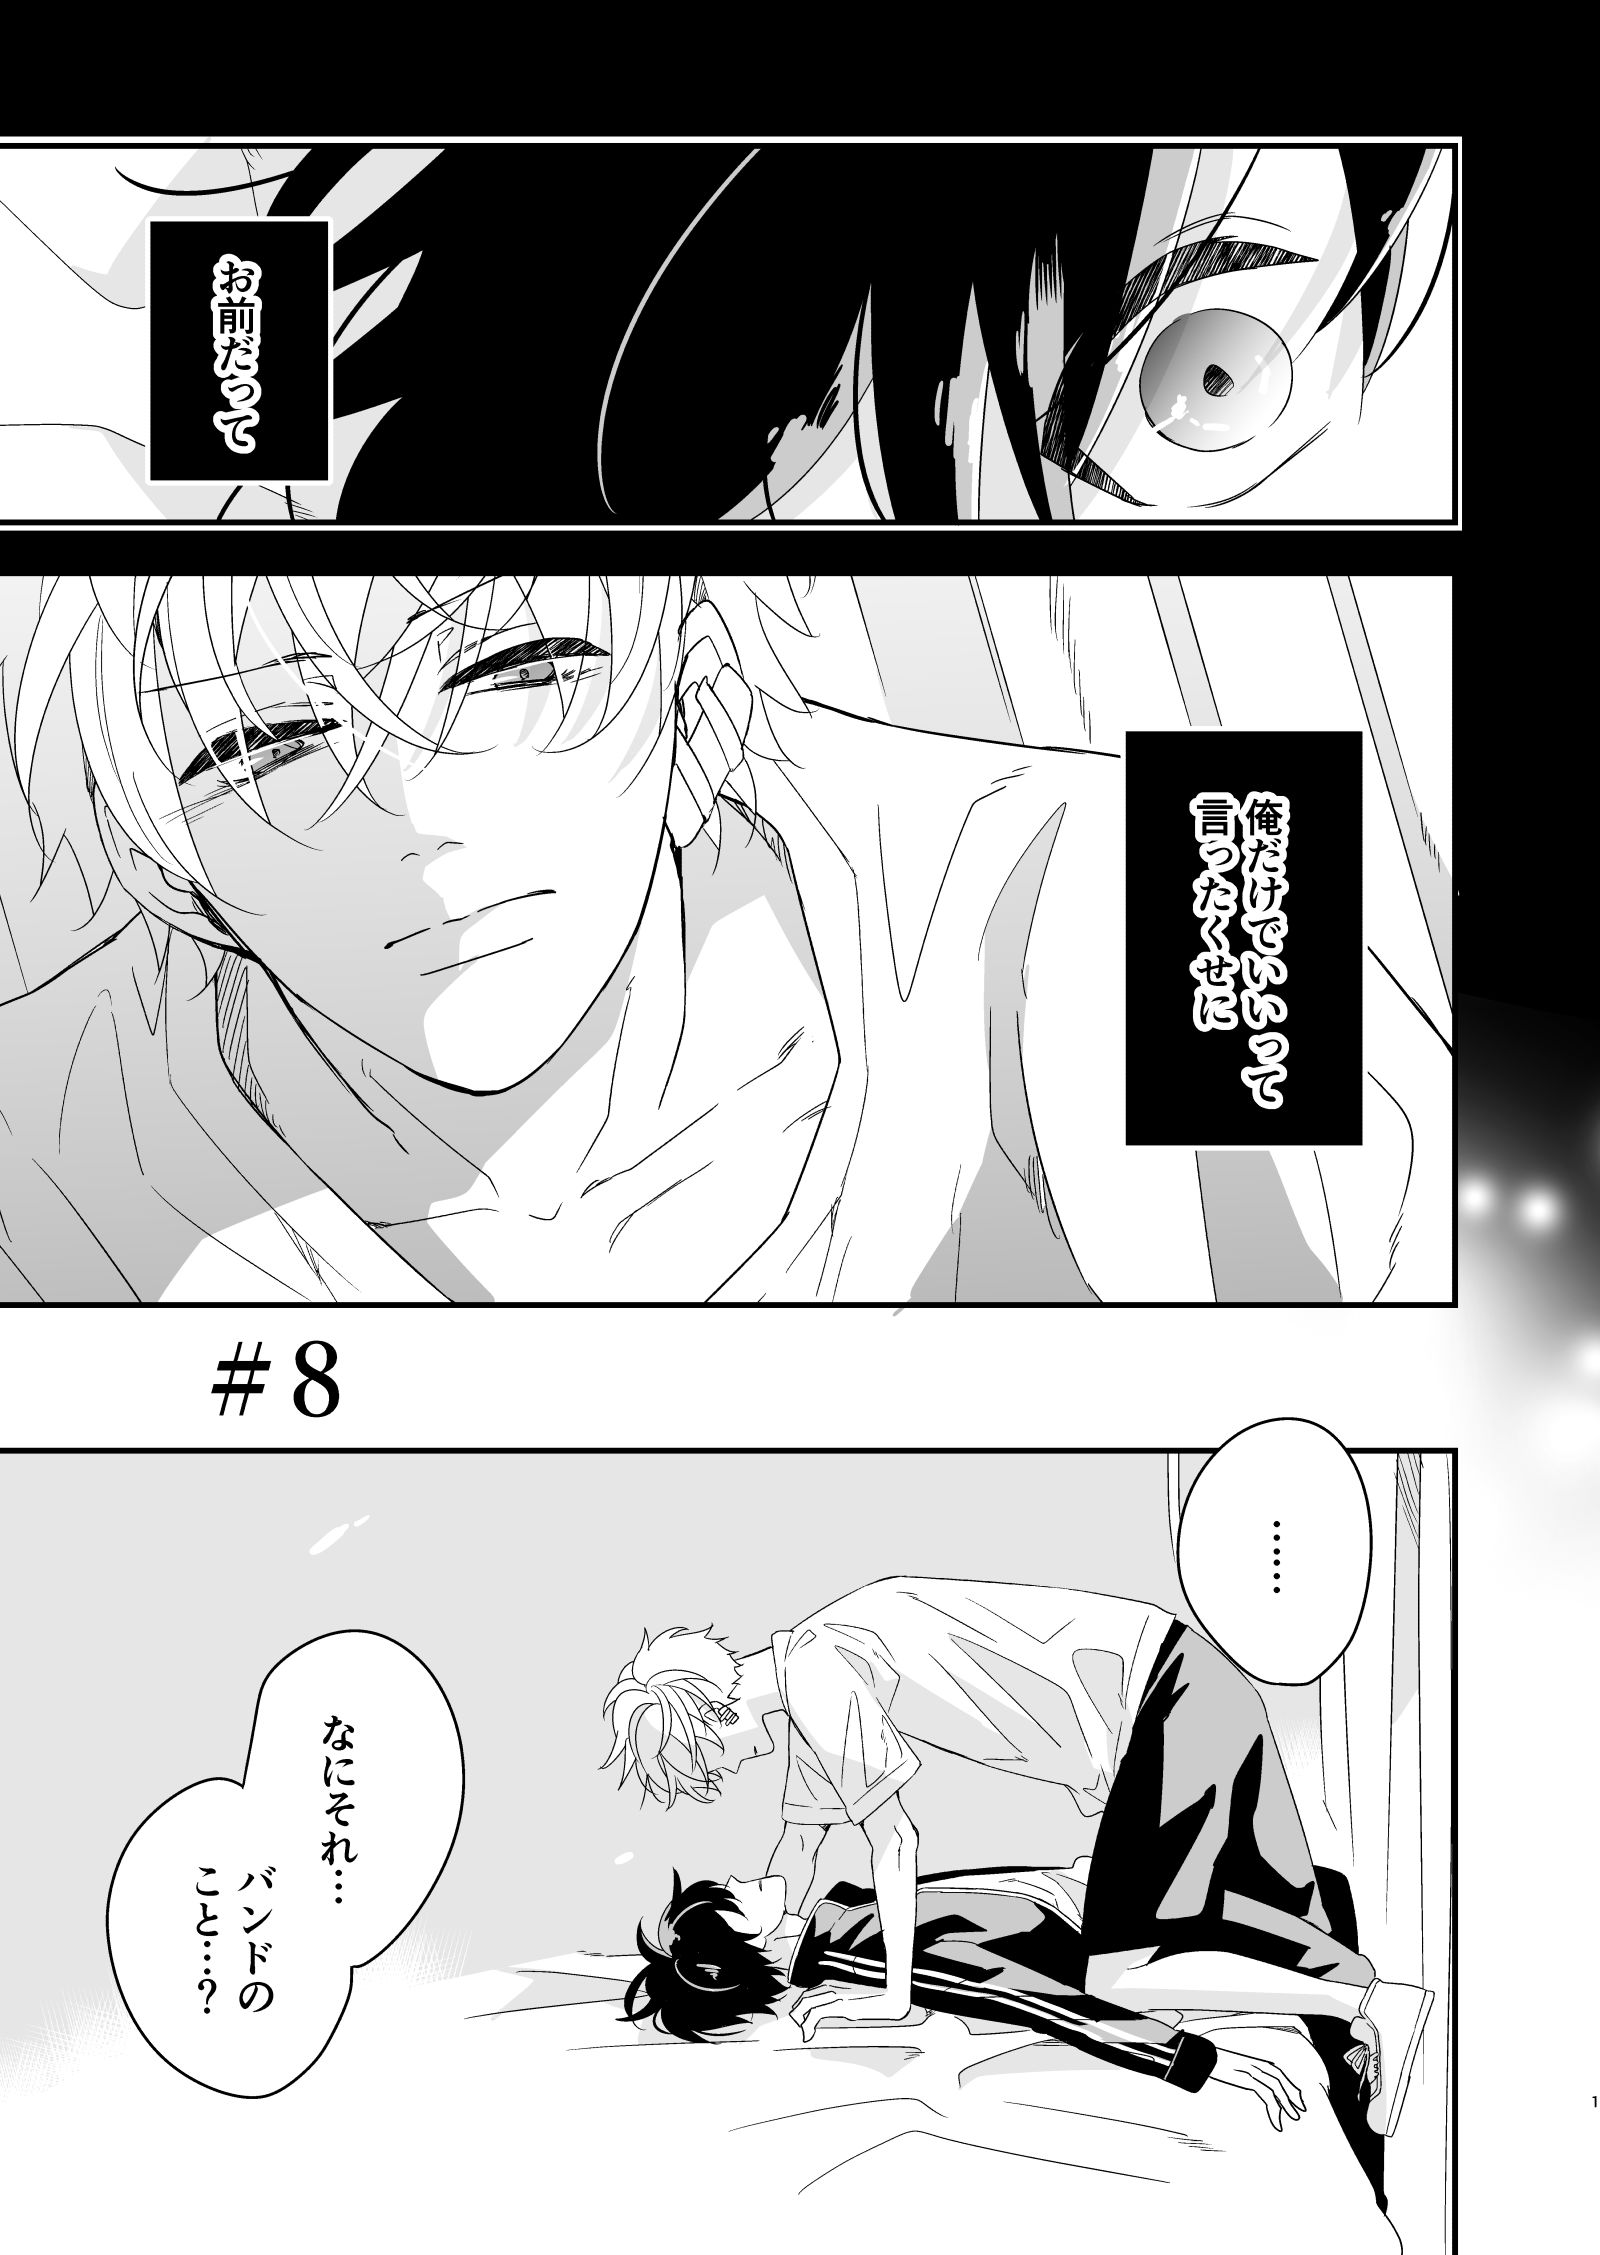 お前だって
俺だけでいいって
言ったくせに
#8
……
なにそれ…
バンドの
こと…?
1